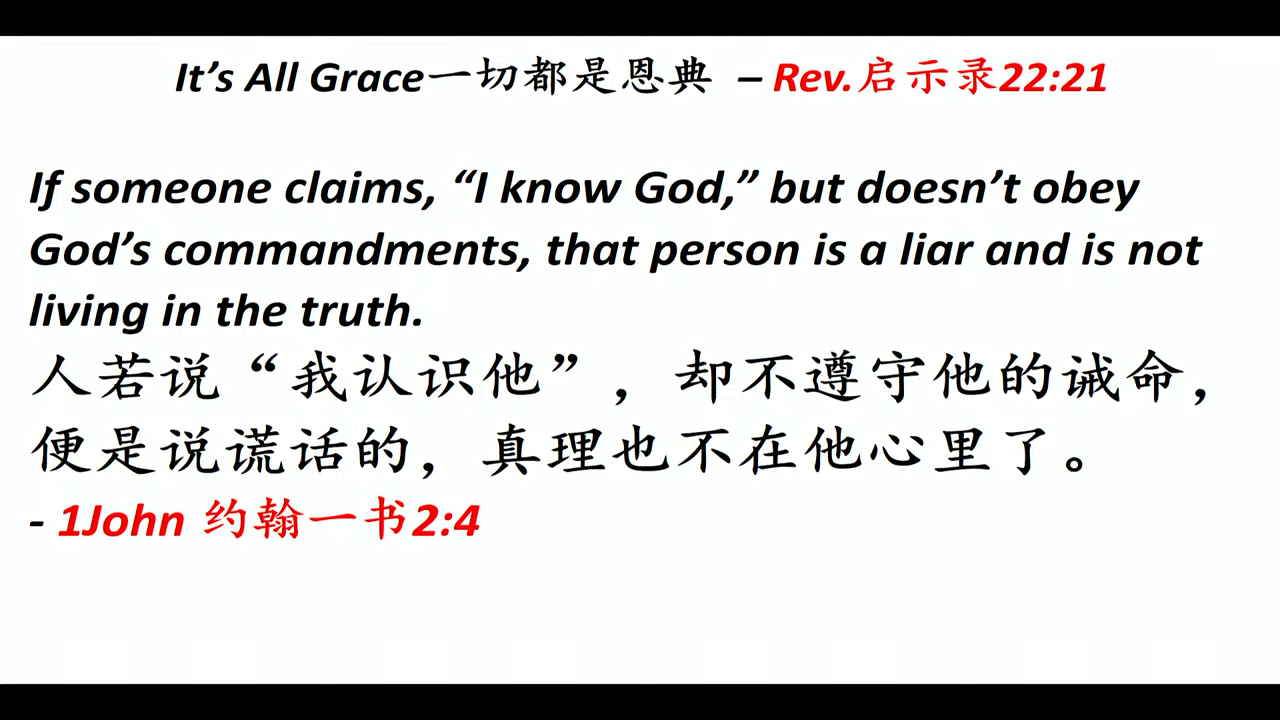 It’s All Grace一切都是恩典 – Rev.启示录22:21
If someone claims, “I know God,” but doesn’t obey
God’s commandments, that person is a liar and is not
living in the truth.
人若说“我认识他”，却不遵守他的诫命，
便是说谎话的，真理也不在他心里了。
- 1John 约翰一书2:4